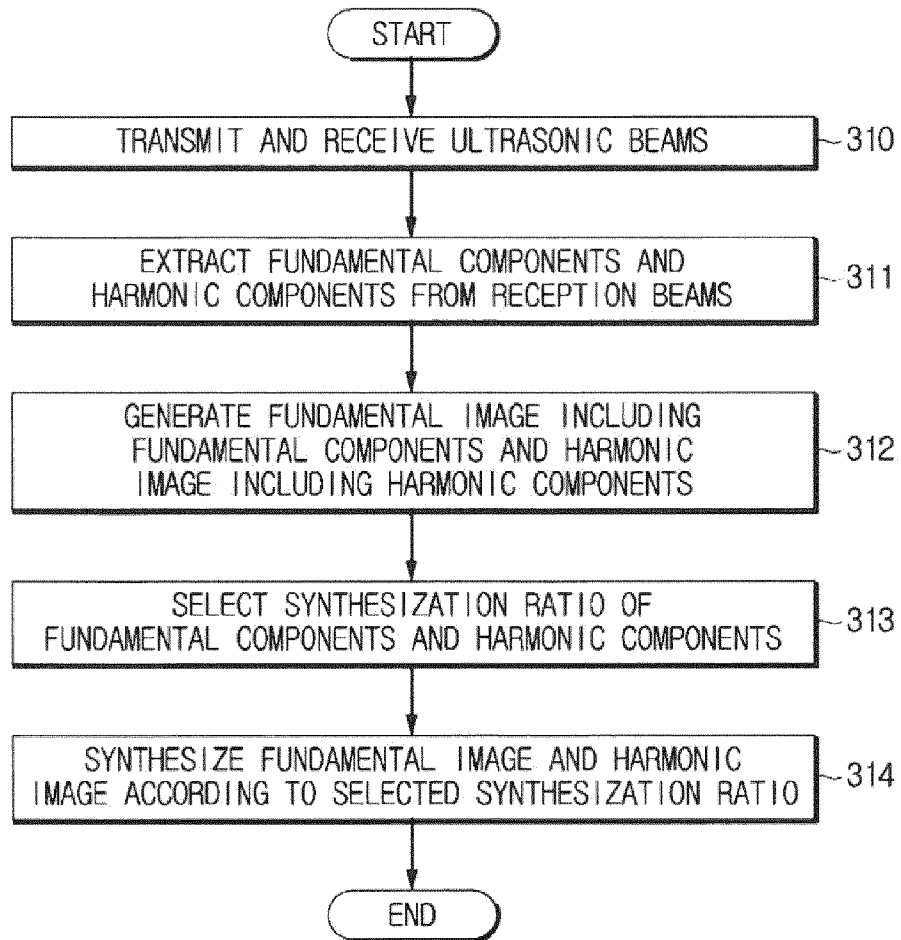 START
TRANSMIT AND RECEIVE ULTRASONIC BEAMS
310
EXTRACT FUNDAMENTAL COMPONENTS AND
HARMONIC COMPONENTS FROM RECEPTION BEAMS
311
GENERATE FUNDAMENTAL IMAGE INCLUDING
FUNDAMENTAL COMPONENTS AND HARMONIC
IMAGE INCLUDING HARMONIC COMPONENTS
312
SELECT SYNTHESIZATION RATIO OF
FUNDAMENTAL COMPONENTS AND HARMONIC COMPONENTS
313
SYNTHESIZE FUNDAMENTAL IMAGE AND HARMONIC
IMAGE ACCORDING TO SELECTED SYNTHESIZATION RATIO
314
END